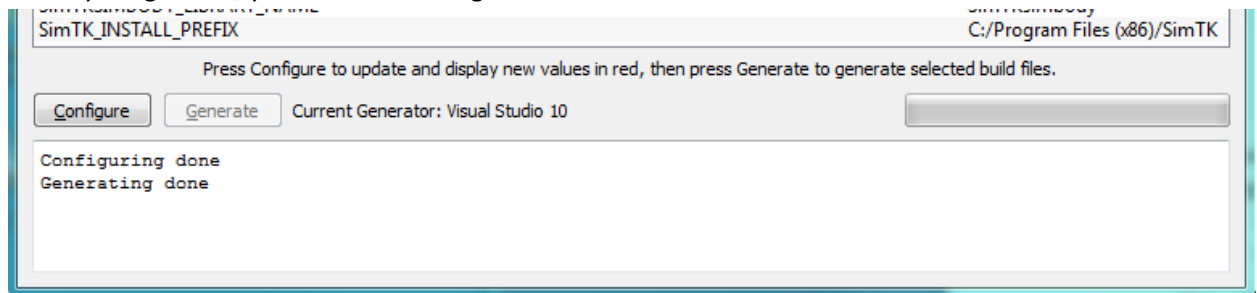 SimTK_INSTALL_PREFIX C:/Program Files (x86)/SimTK
Press Configure to update and display new values in red, then press Generate to generate selected build files.
Configure Generate Current Generator: Visual Studio 10
Configuring done
Generating done